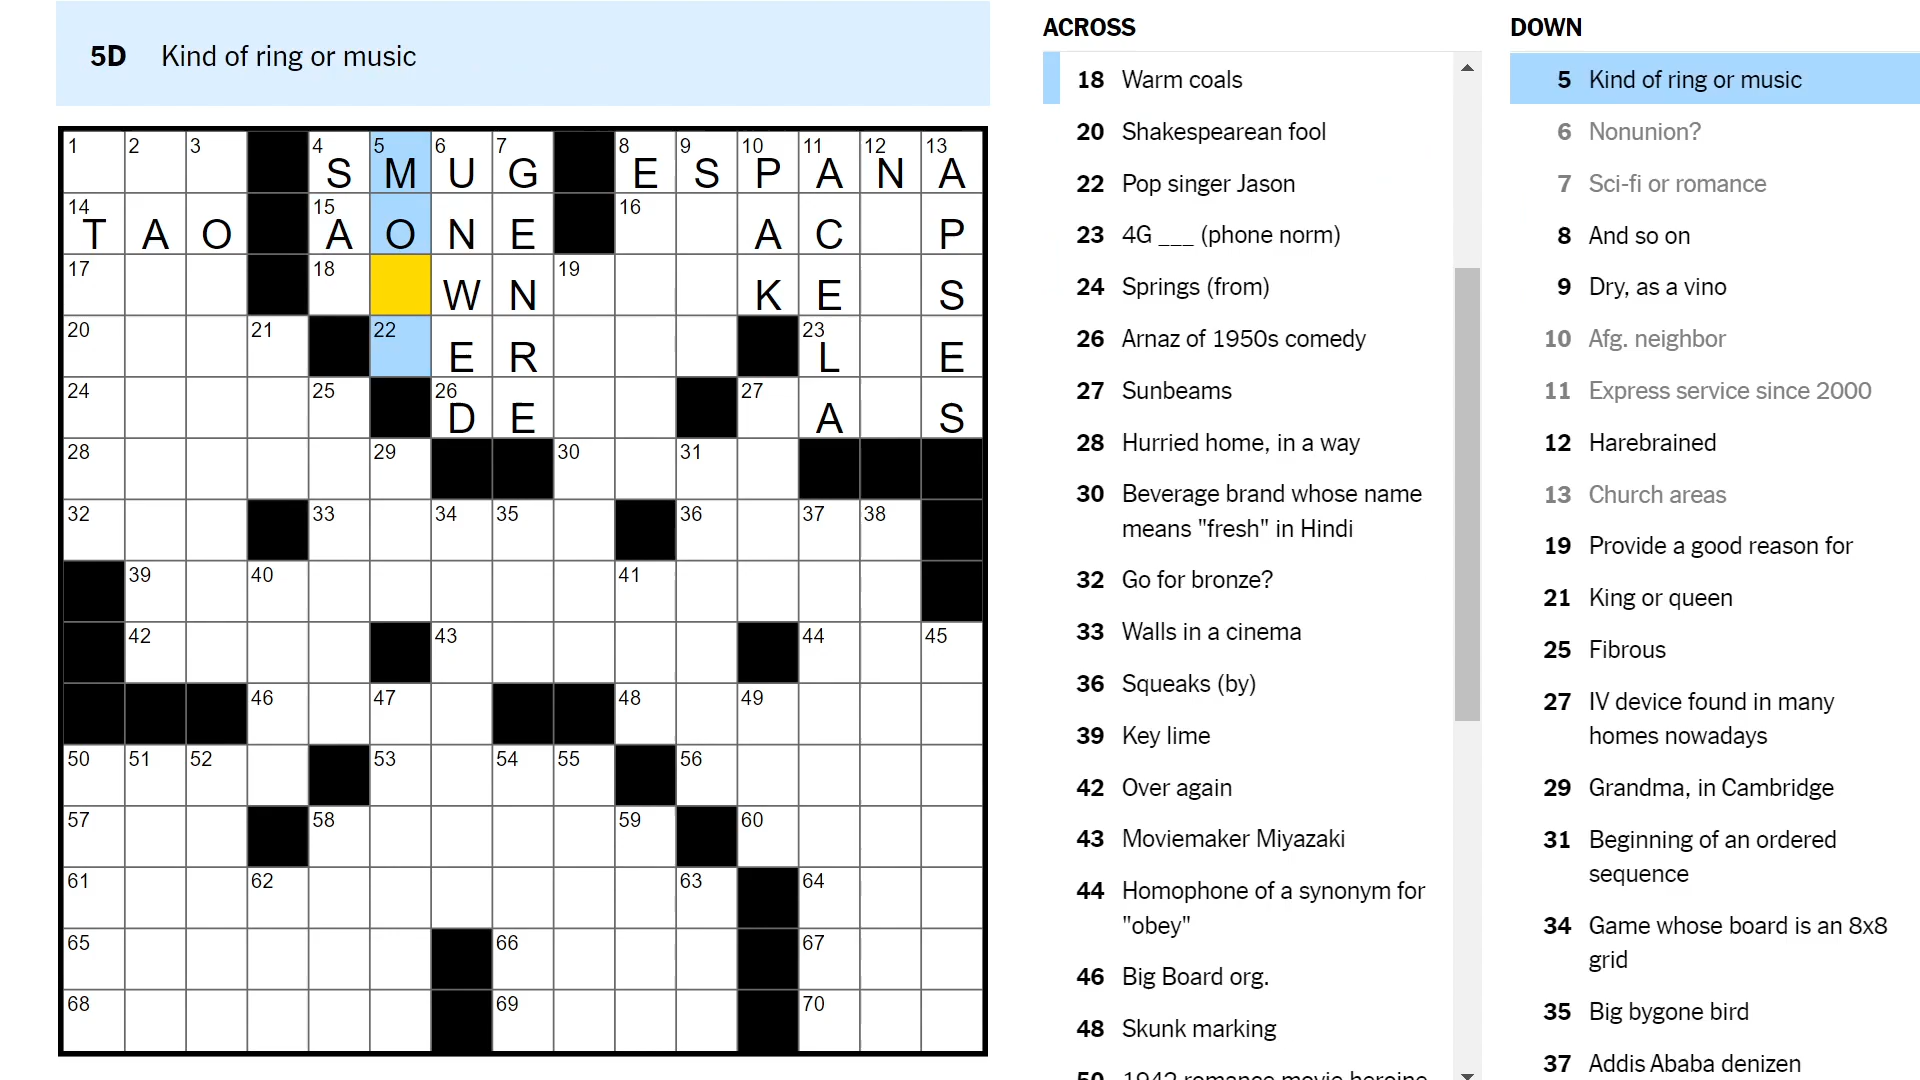 5D Kind of ring or music
1 2 3 4 5 6 7 8 9 10 11 12 13
S M U G E S P A N A
14 15 16
T A O A O N E A C P
17 18 19
W N K E S
20 21 22 23
E R L E
24 25 26 27
D E A S
28 29 30 31
32 33 34 35 36 37 38
39 40 41
42 43 44 45
46 47 48 49
50 51 52 53 54 55 56
57 58 59 60
61 62 63 64
65 66 67
68 69 70
ACROSS
18 Warm coals
20 Shakespearean fool
22 Pop singer Jason
23 4G ___ (phone norm)
24 Springs (from)
26 Arnaz of 1950s comedy
27 Sunbeams
28 Hurried home, in a way
30 Beverage brand whose name
means "fresh" in Hindi
32 Go for bronze?
33 Walls in a cinema
36 Squeaks (by)
39 Key lime
42 Over again
43 Moviemaker Miyazaki
44 Homophone of a synonym for
"obey"
46 Big Board org.
48 Skunk marking
50 1942 romance movie heroine
DOWN
5 Kind of ring or music
6 Nonunion?
7 Sci-fi or romance
8 And so on
9 Dry, as a vino
10 Afg. neighbor
11 Express service since 2000
12 Harebrained
13 Church areas
19 Provide a good reason for
21 King or queen
25 Fibrous
27 IV device found in many
homes nowadays
29 Grandma, in Cambridge
31 Beginning of an ordered
sequence
34 Game whose board is an 8x8
grid
35 Big bygone bird
37 Addis Ababa denizen